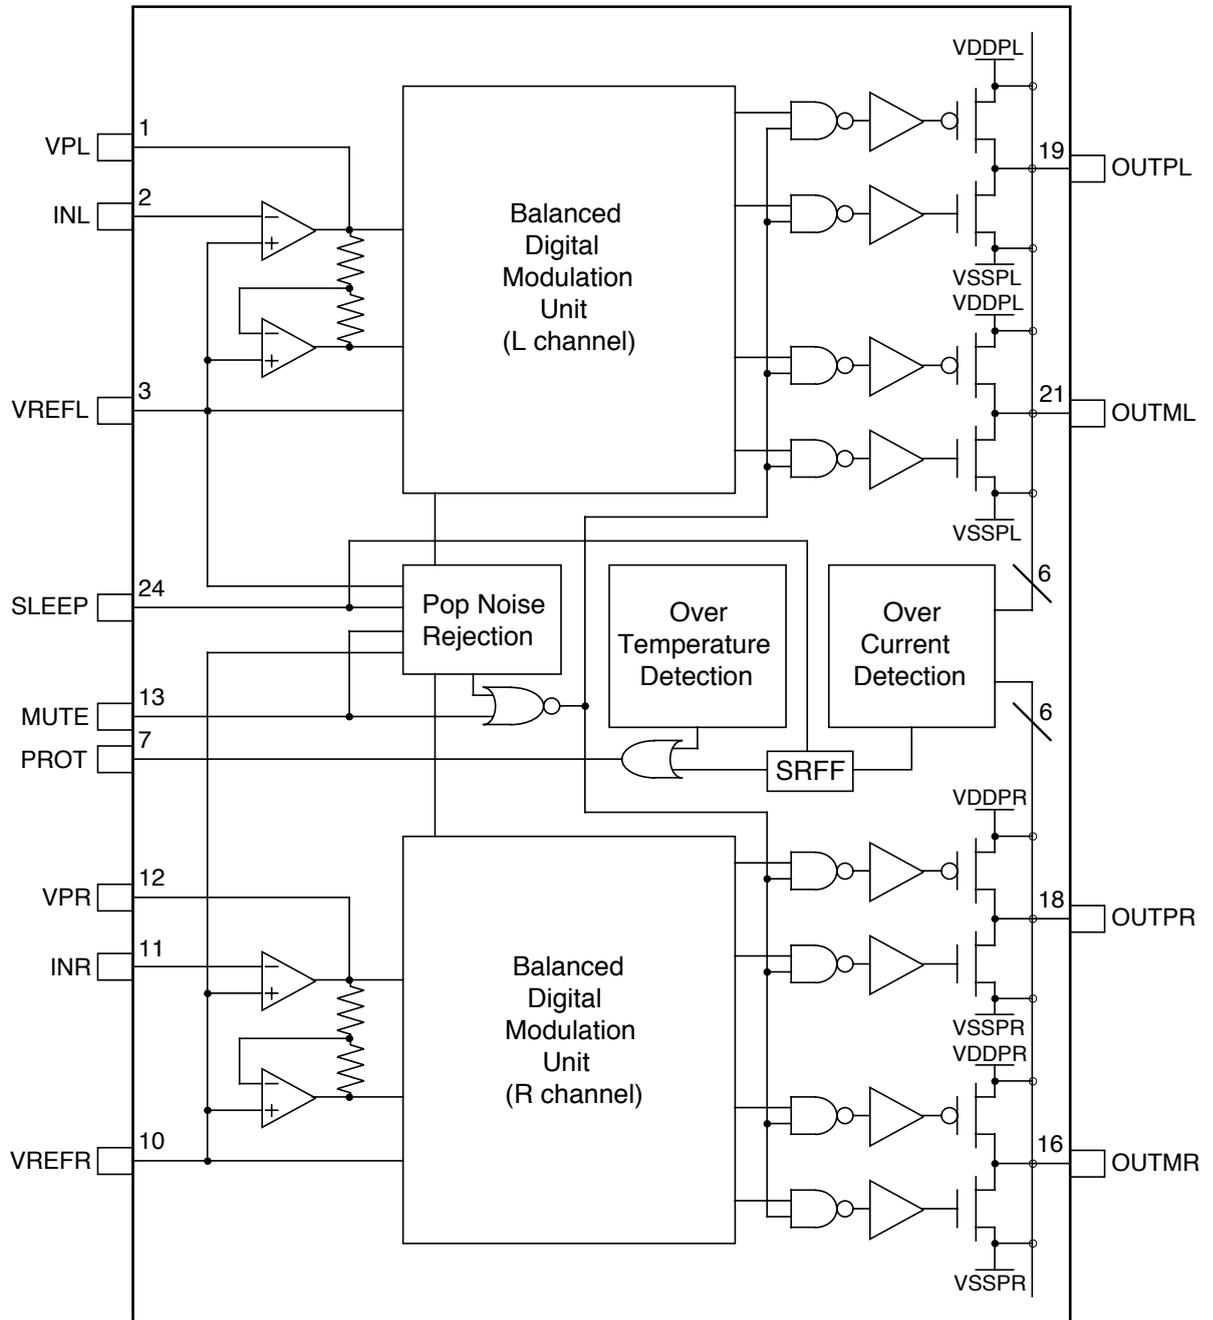 VDDPL
1
VPL
19
OUTPL
2
INL
Balanced
Digital
Modulation
Unit
(L channel)
−
+
VSSPL
VDDPL
−
+
3
VREFL
21
OUTML
VSSPL
24
SLEEP
Pop Noise
Rejection
Over
Temperature
Detection
Over
Current
Detection
6
13
MUTE
6
7
PROT
SRFF
VDDPR
12
VPR
18
OUTPR
11
INR
Balanced
Digital
Modulation
Unit
(R channel)
−
+
VSSPR
VDDPR
−
+
10
VREFR
16
OUTMR
VSSPR